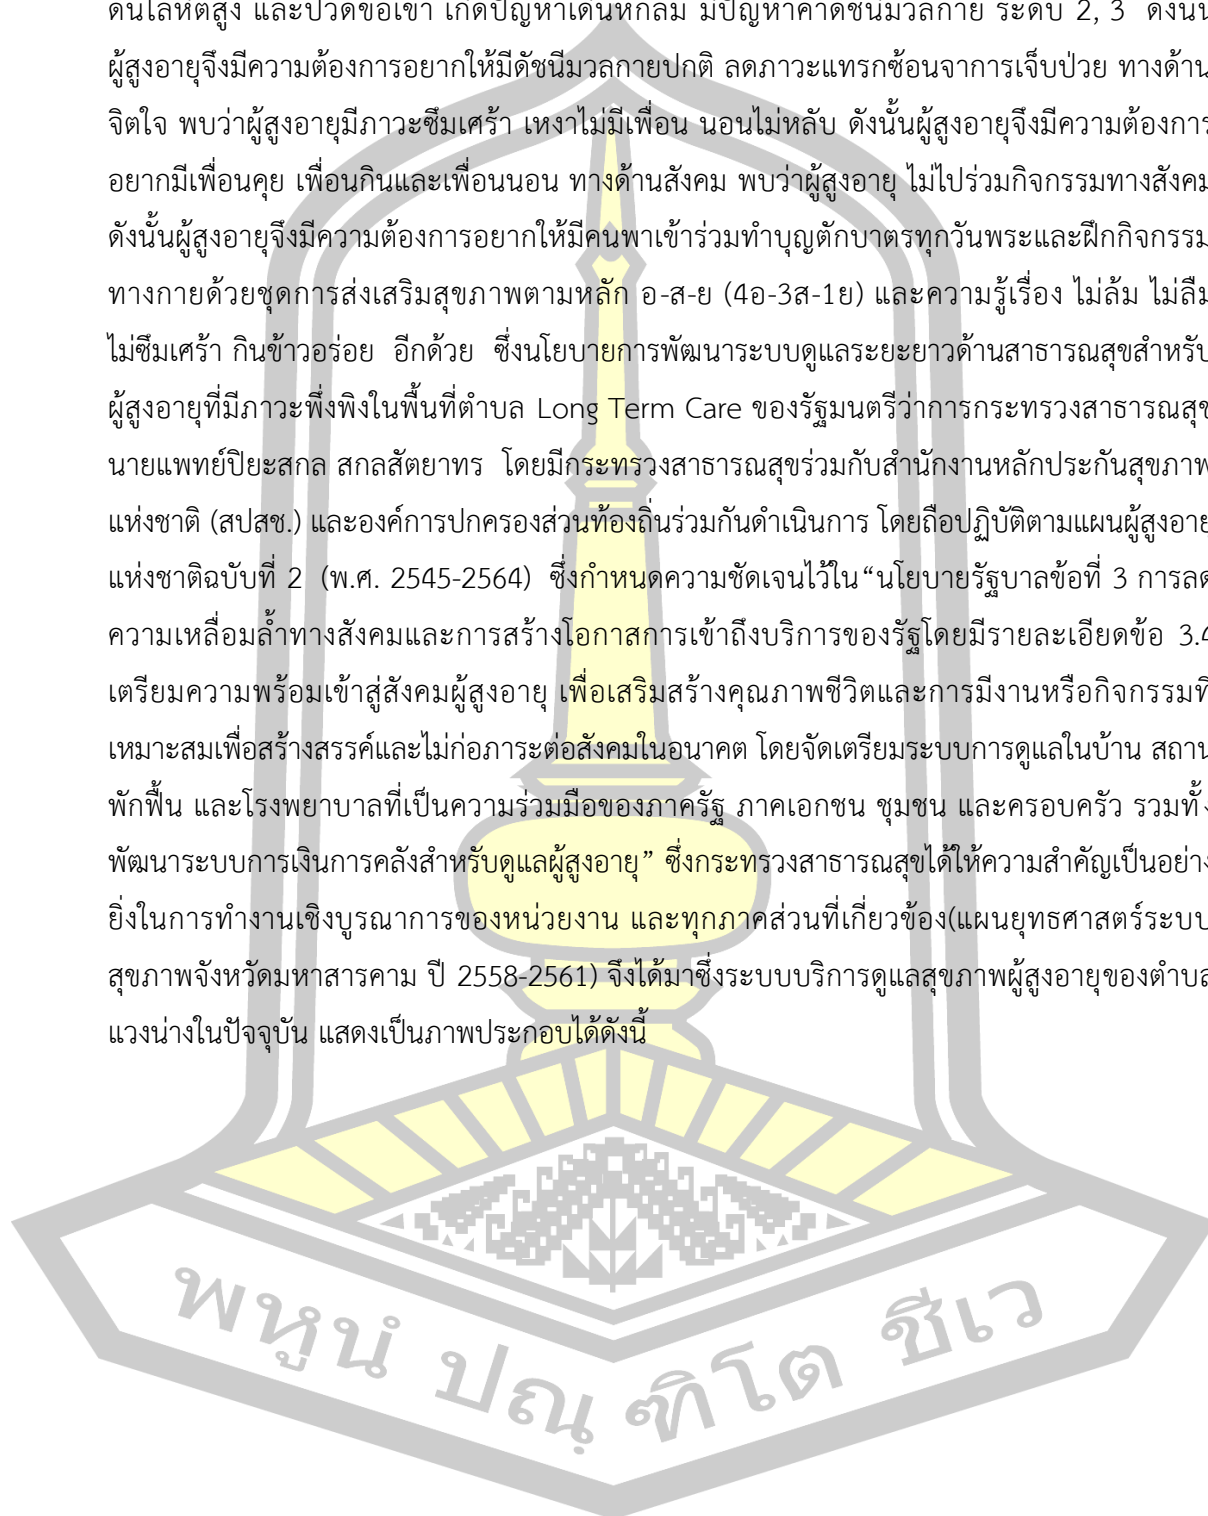 ดันโลหิตสูง และปวดข้อเข่า เกิดปัญหาเดินหกล้ม มีปัญหาค่าดัชนีมวลกาย ระดับ 2, 3 ดังนั้น
ผู้สูงอายุจึงมีความต้องการอยากให้มีดัชนีมวลกายปกติ ลดภาวะแทรกซ้อนจากการเจ็บป่วย ทางด้าน
จิตใจ พบว่าผู้สูงอายุมีภาวะซึมเศร้า เหงาไม่มีเพื่อน นอนไม่หลับ ดังนั้นผู้สูงอายุจึงมีความต้องการ
อยากมีเพื่อนคุย เพื่อนกินและเพื่อนนอน ทางด้านสังคม พบว่าผู้สูงอายุ ไม่ไปร่วมกิจกรรมทางสังคม
ดังนั้นผู้สูงอายุจึงมีความต้องการอยากให้มีคนพาเข้าร่วมทำบุญตักบาตรทุกวันพระและฝึกกิจกรรม
ทางกายด้วยชุดการส่งเสริมสุขภาพตามหลัก อ-ส-ย (4อ-3ส-1ย) และความรู้เรื่อง ไม่ล้ม ไม่ลืม
ไม่ซึมเศร้า กินข้าวอร่อย อีกด้วย ซึ่งนโยบายการพัฒนาระบบดูแลระยะยาวด้านสาธารณสุขสำหรับ
ผู้สูงอายุที่มีภาวะพึ่งพิงในพื้นที่ตำบล Long Term Care ของรัฐมนตรีว่าการกระทรวงสาธารณสุข
นายแพทย์ปิยะสกล สกลสัตยาทร โดยมีกระทรวงสาธารณสุขร่วมกับสำนักงานหลักประกันสุขภาพ
แห่งชาติ (สปสช.) และองค์การปกครองส่วนท้องถิ่นร่วมกันดำเนินการ โดยถือปฏิบัติตามแผนผู้สูงอายุ
แห่งชาติฉบับที่ 2 (พ.ศ. 2545-2564) ซึ่งกำหนดความชัดเจนไว้ใน “นโยบายรัฐบาลข้อที่ 3 การลด
ความเหลื่อมล้ำทางสังคมและการสร้างโอกาสการเข้าถึงบริการของรัฐโดยมีรายละเอียดข้อ 3.4
เตรียมความพร้อมเข้าสู่สังคมผู้สูงอายุ เพื่อเสริมสร้างคุณภาพชีวิตและการมีงานหรือกิจกรรมที่
เหมาะสมเพื่อสร้างสรรค์และไม่ก่อภาระต่อสังคมในอนาคต โดยจัดเตรียมระบบการดูแลในบ้าน สถาน
พักฟื้น และโรงพยาบาลที่เป็นความร่วมมือของภาครัฐ ภาคเอกชน ชุมชน และครอบครัว รวมทั้ง
พัฒนาระบบการเงินการคลังสำหรับดูแลผู้สูงอายุ” ซึ่งกระทรวงสาธารณสุขได้ให้ความสำคัญเป็นอย่าง
ยิ่งในการทำงานเชิงบูรณาการของหน่วยงาน และทุกภาคส่วนที่เกี่ยวข้อง(แผนยุทธศาสตร์ระบบ
สุขภาพจังหวัดมหาสารคาม ปี 2558-2561) จึงได้มาซึ่งระบบบริการดูแลสุขภาพผู้สูงอายุของตำบล
แวงน่างในปัจจุบัน แสดงเป็นภาพประกอบได้ดังนี้
พหูนํ ปณฺฑิโต ชีเว